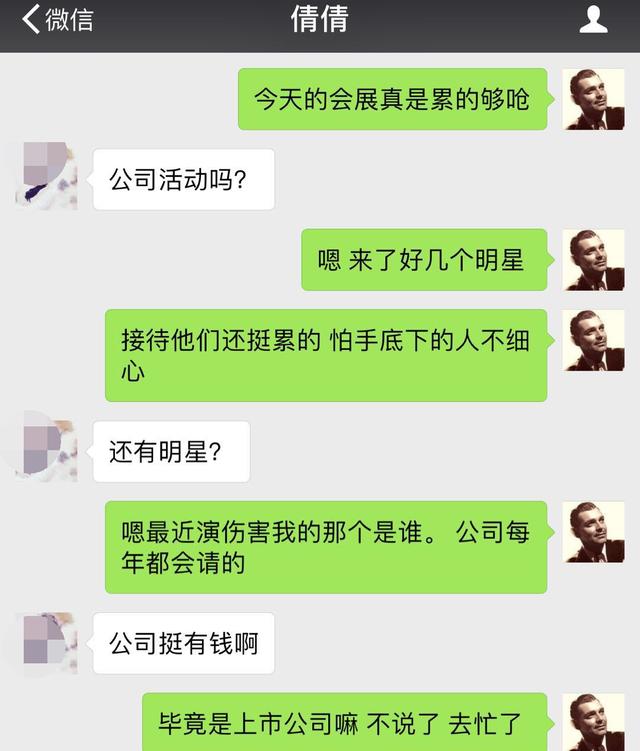 微信
倩倩
今天的会展真是累的够呛
公司活动吗?
嗯 来了好几个明星
接待他们还挺累的 怕手底下的人不细
心
还有明星?
嗯最近演伤害我的那个是谁。 公司每
年都会请的
公司挺有钱啊
毕竟是上市公司嘛 不说了 去忙了